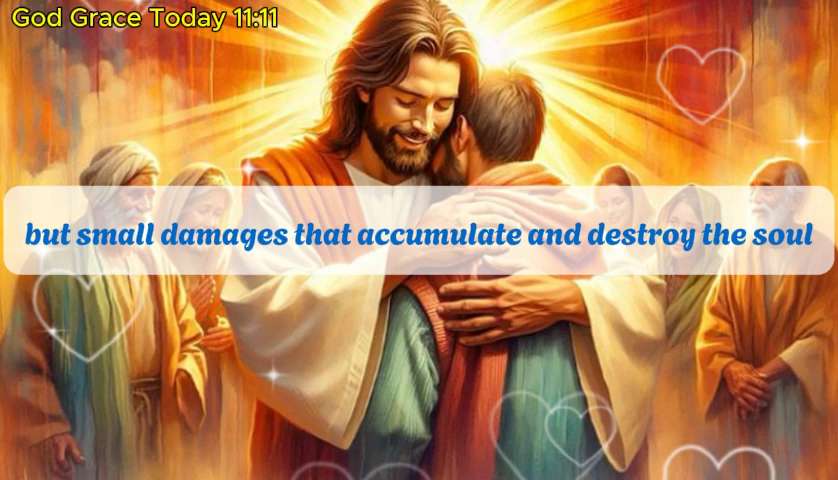 God Grace Today 11:11
but small damages that accumulate and destroy the soul